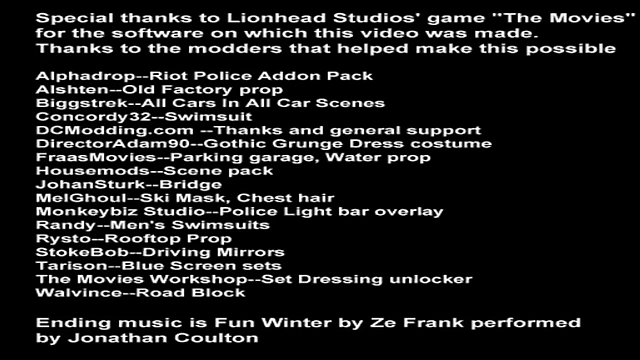 Special thanks to Lionhead Studios' game "The Movies"
for the software on which this video was made.
Thanks to the modders that helped make this possible
Alphadrop--Riot Police Addon Pack
Alshten--Old Factory prop
Biggstrek--All Cars In All Car Scenes
Concordy32--Swimsuit
DCModding.com --Thanks and general support
DirectorAdam90--Gothic Grunge Dress costume
FraasMovies--Parking garage, Water prop
Housemods--Scene pack
JohanSturk--Bridge
MelGhoul--Ski Mask, Chest hair
Monkeybiz Studio--Police Light bar overlay
Randy--Men's Swimsuits
Rysto--Rooftop Prop
StokeBob--Driving Mirrors
Tarison--Blue Screen sets
The Movies Workshop--Set Dressing unlocker
Walvince--Road Block
Ending music is Fun Winter by Ze Frank performed
by Jonathan Coulton